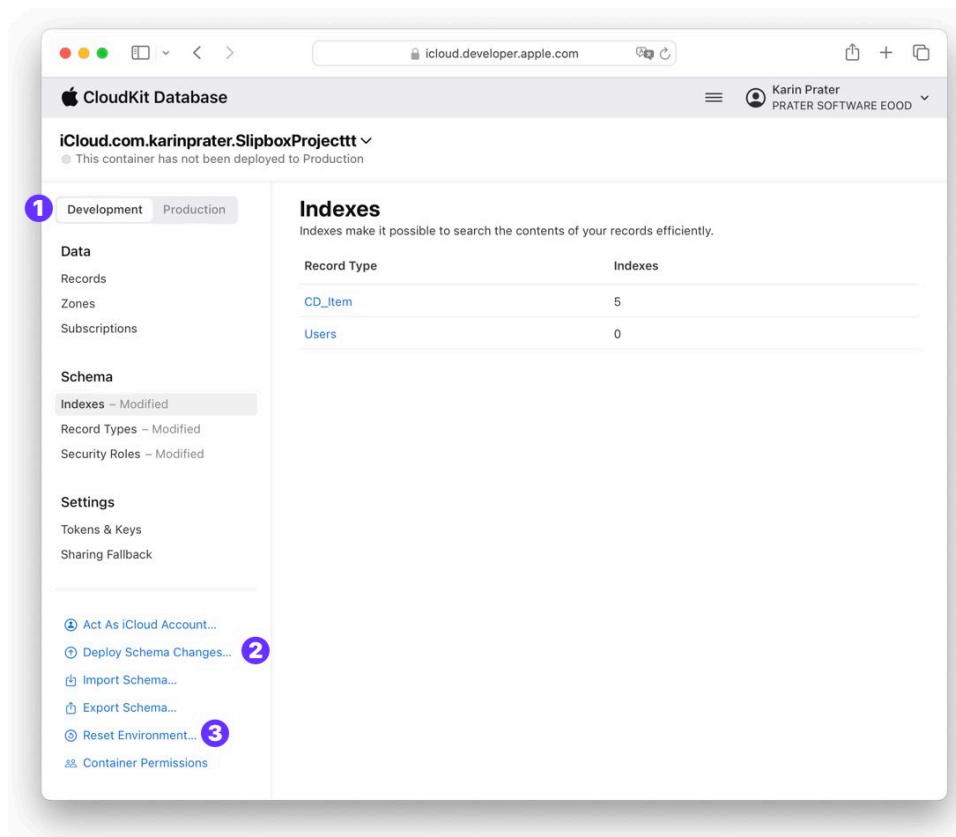 icloud.developer.apple.com
CloudKit Database
Karin Prater
PRATER SOFTWARE EOOD
iCloud.com.karinprater.SlipboxProjecttt
This container has not been deployed to Production
1
Development Production
Data
Records
Zones
Subscriptions
Schema
Indexes – Modified
Record Types – Modified
Security Roles – Modified
Settings
Tokens & Keys
Sharing Fallback
Act As iCloud Account...
Deploy Schema Changes... 2
Import Schema...
Export Schema...
Reset Environment... 3
Container Permissions
Indexes
Indexes make it possible to search the contents of your records efficiently.
Record Type Indexes
CD_Item 5
Users 0